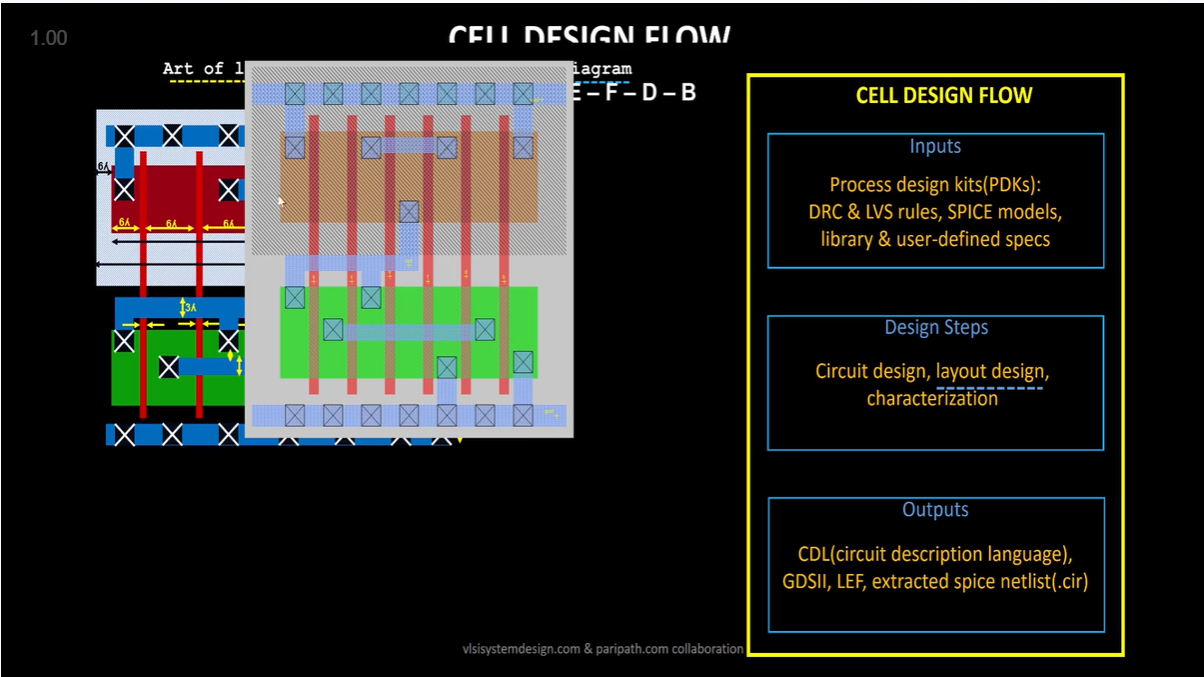 1.00
CELL DESIGN FLOW
Art of l
iagram
E – F – D – B
6λ
6λ
6λ
6λ
3λ
CELL DESIGN FLOW
Inputs
Process design kits(PDKs):
DRC & LVS rules, SPICE models,
library & user-defined specs
Design Steps
Circuit design, layout design,
characterization
Outputs
CDL(circuit description language),
GDSII, LEF, extracted spice netlist(.cir)
vlsisystemdesign.com & paripath.com collaboration